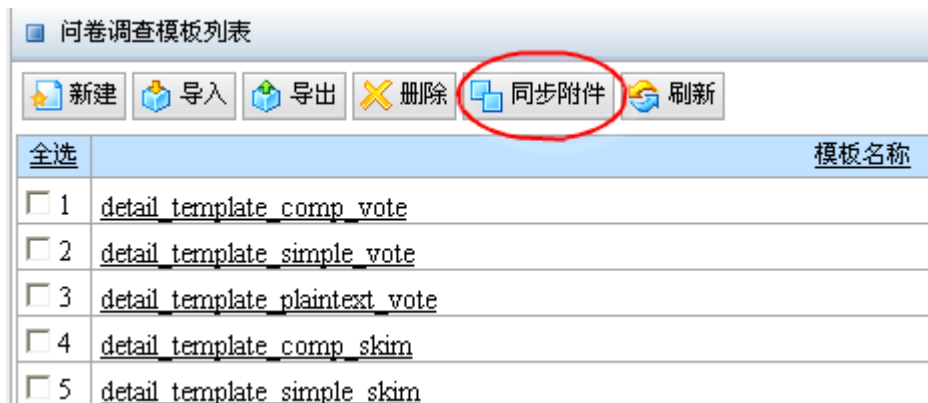 问卷调查模板列表
新建 导入 导出 删除 同步附件 刷新
全选 模板名称
1 detail_template_comp_vote
2 detail_template_simple_vote
3 detail_template_plaintext_vote
4 detail_template_comp_skim
5 detail_template_simple_skim